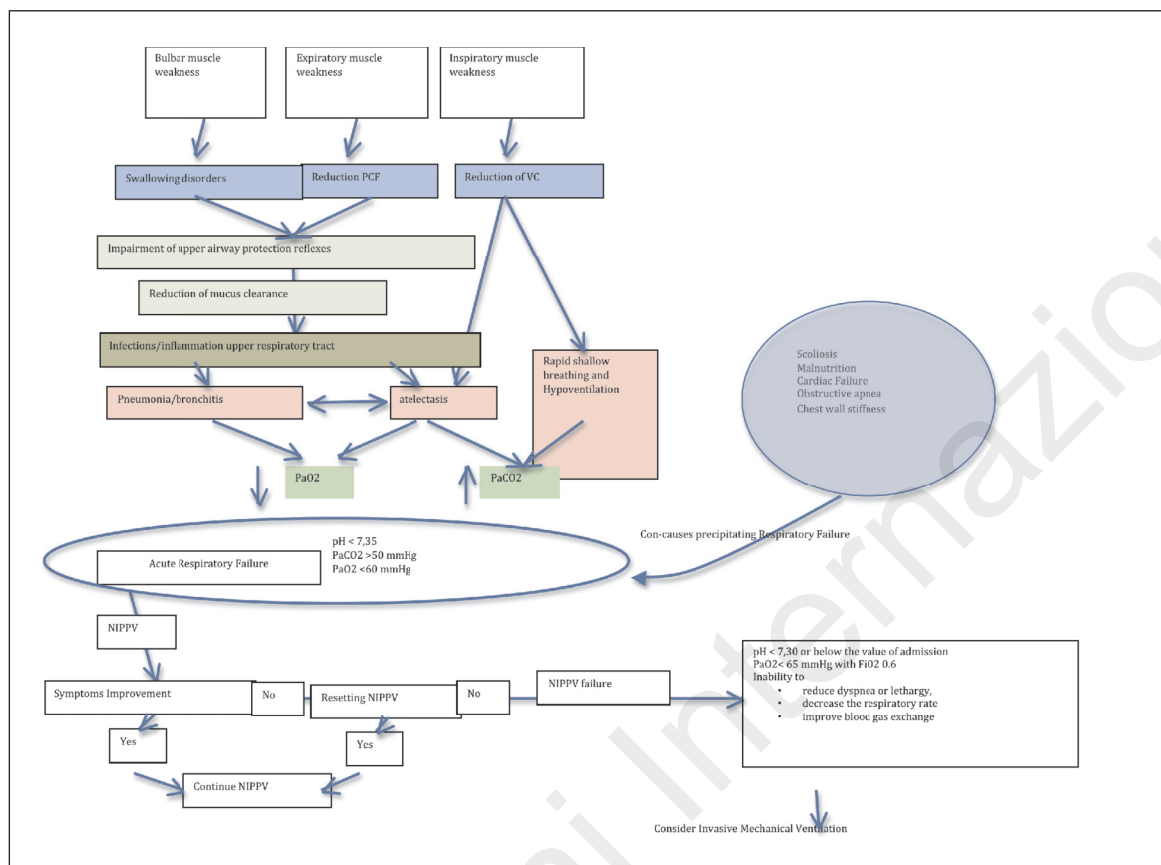 Bulbar muscle
weakness
Expiratory muscle
weakness
Inspiratory muscle
weakness
Swallowing disorders
Reduction PCF
Reduction of VC
Impairment of upper airway protection reflexes
Reduction of mucus clearance
Infections/inflammation upper respiratory tract
Rapid shallow
breathing and
Hypoventilation
Pneumonia/bronchitis
atelectasis
PaO2
PaCO2
Scoliosis
Malnutrition
Cardiac Failure
Obstructive apnea
Chest wall stiffness
Con-causes precipitating Respiratory Failure
Acute Respiratory Failure
pH < 7,35
PaCO2 >50 mmHg
PaO2 <60 mmHg
NIPPV
Symptoms Improvement
No
Resetting NIPPV
No
NIPPV failure
pH < 7,30 or below the value of admission
PaO2< 65 mmHg with FiO2 0.6
Inability to
• reduce dyspnea or lethargy,
• decrease the respiratory rate
• improve blood gas exchange
Yes
Yes
Continue NIPPV
Consider Invasive Mechanical Ventilation
ni Internazion